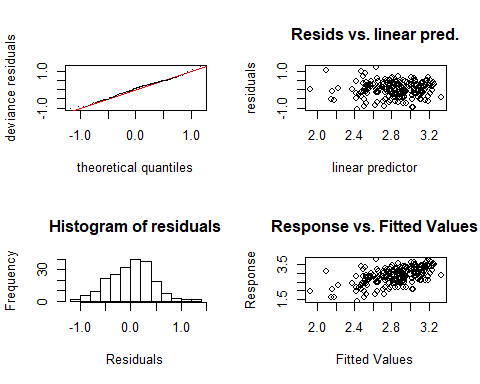 deviance residuals
-1.0 1.0
-1.0 0.0 1.0
theoretical quantiles
Resids vs. linear pred.
residuals
-1.0 1.0
2.0 2.4 2.8 3.2
linear predictor
Histogram of residuals
Frequency
0 30
-1.0 0.0 1.0
Residuals
Response vs. Fitted Values
Response
1.5 3.5
2.0 2.4 2.8 3.2
Fitted Values